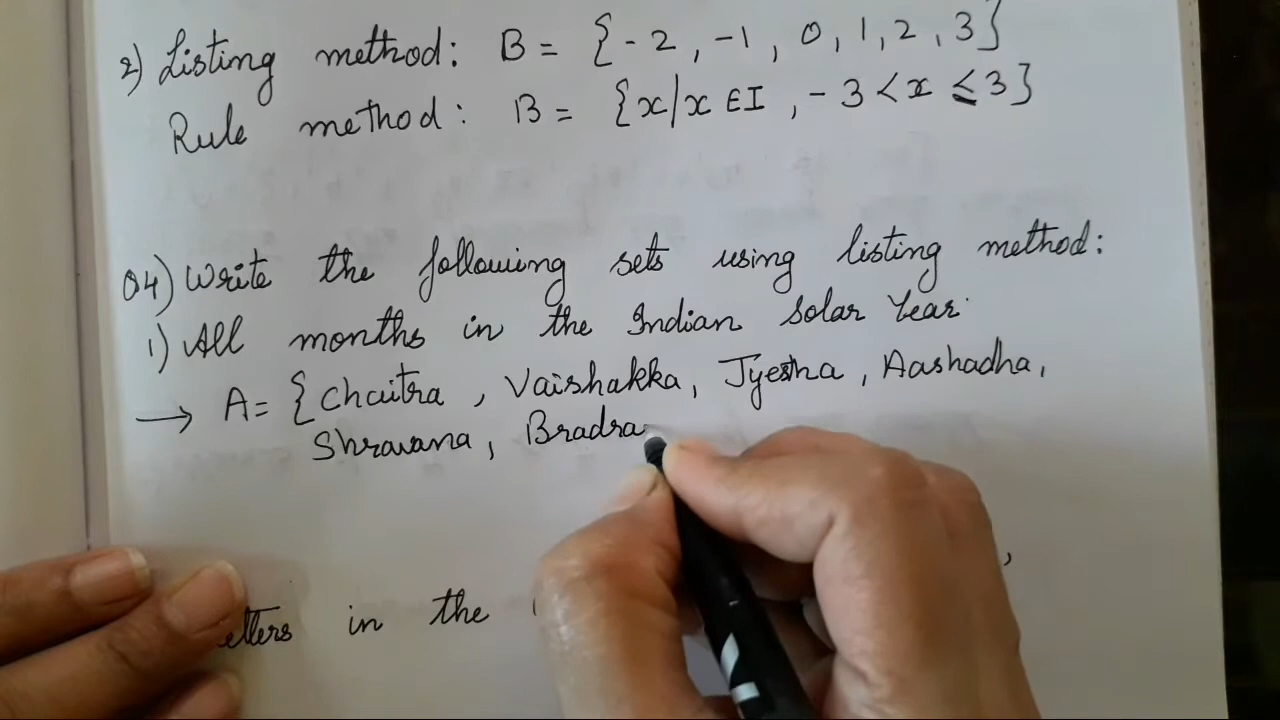 2) Listing method: B = {-2, -1, 0, 1, 2, 3}
Rule method: B = {x/x ∈ I, -3 < x ≤ 3}
Q4) Write the following sets using listing method:
1) All months in the Indian Solar Year.
→ A = {Chaitra, Vaishakka, Jyestha, Aashadha,
Shravana, Bradra
in the